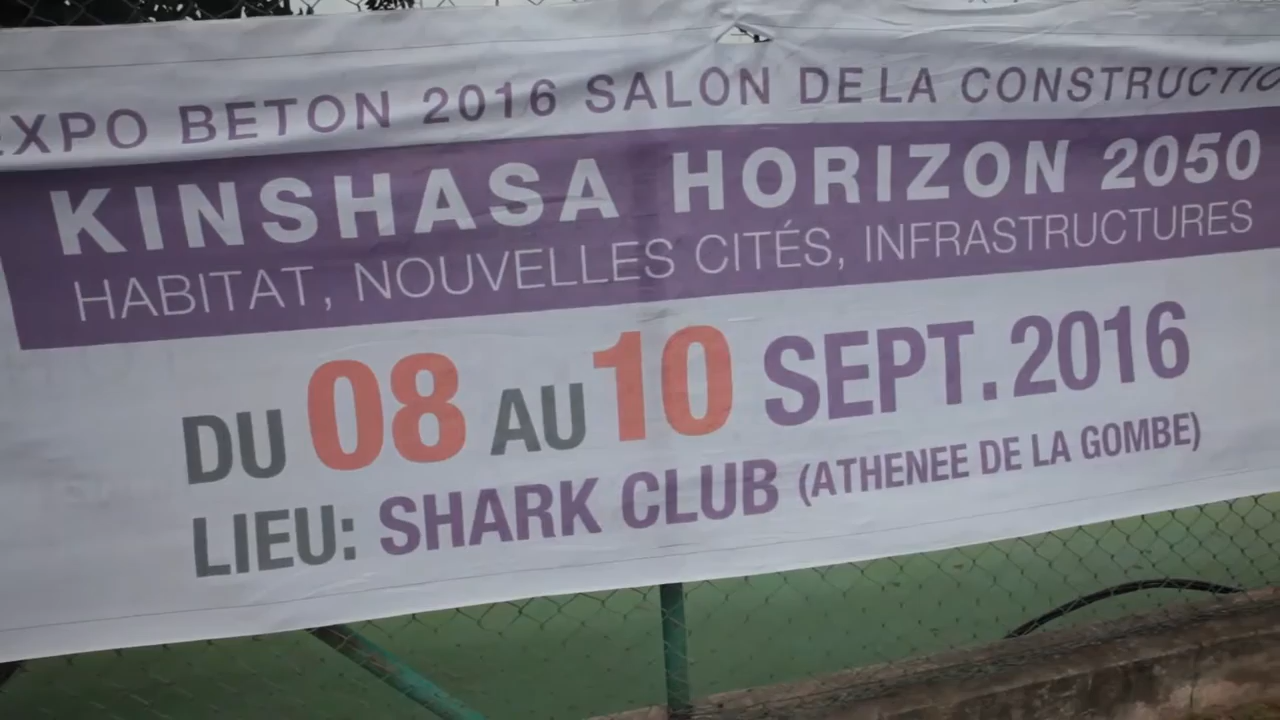 EXPO BETON 2016 SALON DE LA CONSTRUCTIO
KINSHASA HORIZON 2050
HABITAT, NOUVELLES CITÉS, INFRASTRUCTURES
DU 08 AU 10 SEPT. 2016
LIEU: SHARK CLUB (ATHENEE DE LA GOMBE)